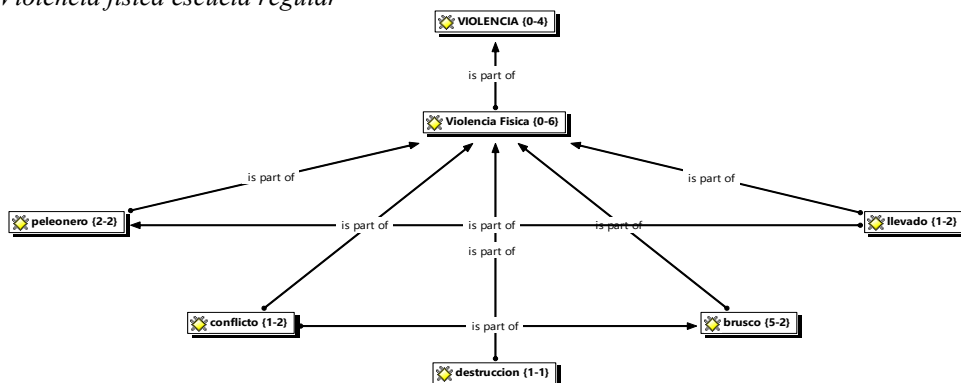 Violencia física escuela regular
VIOLENCIA {0-4}
is part of
Violencia Fisica {0-6}
is part of
is part of
peleonero {2-2}
is part of
is part of
is part of
llevado {1-2}
is part of
conflicto {1-2}
is part of
brusco {5-2}
destruccion {1-1}